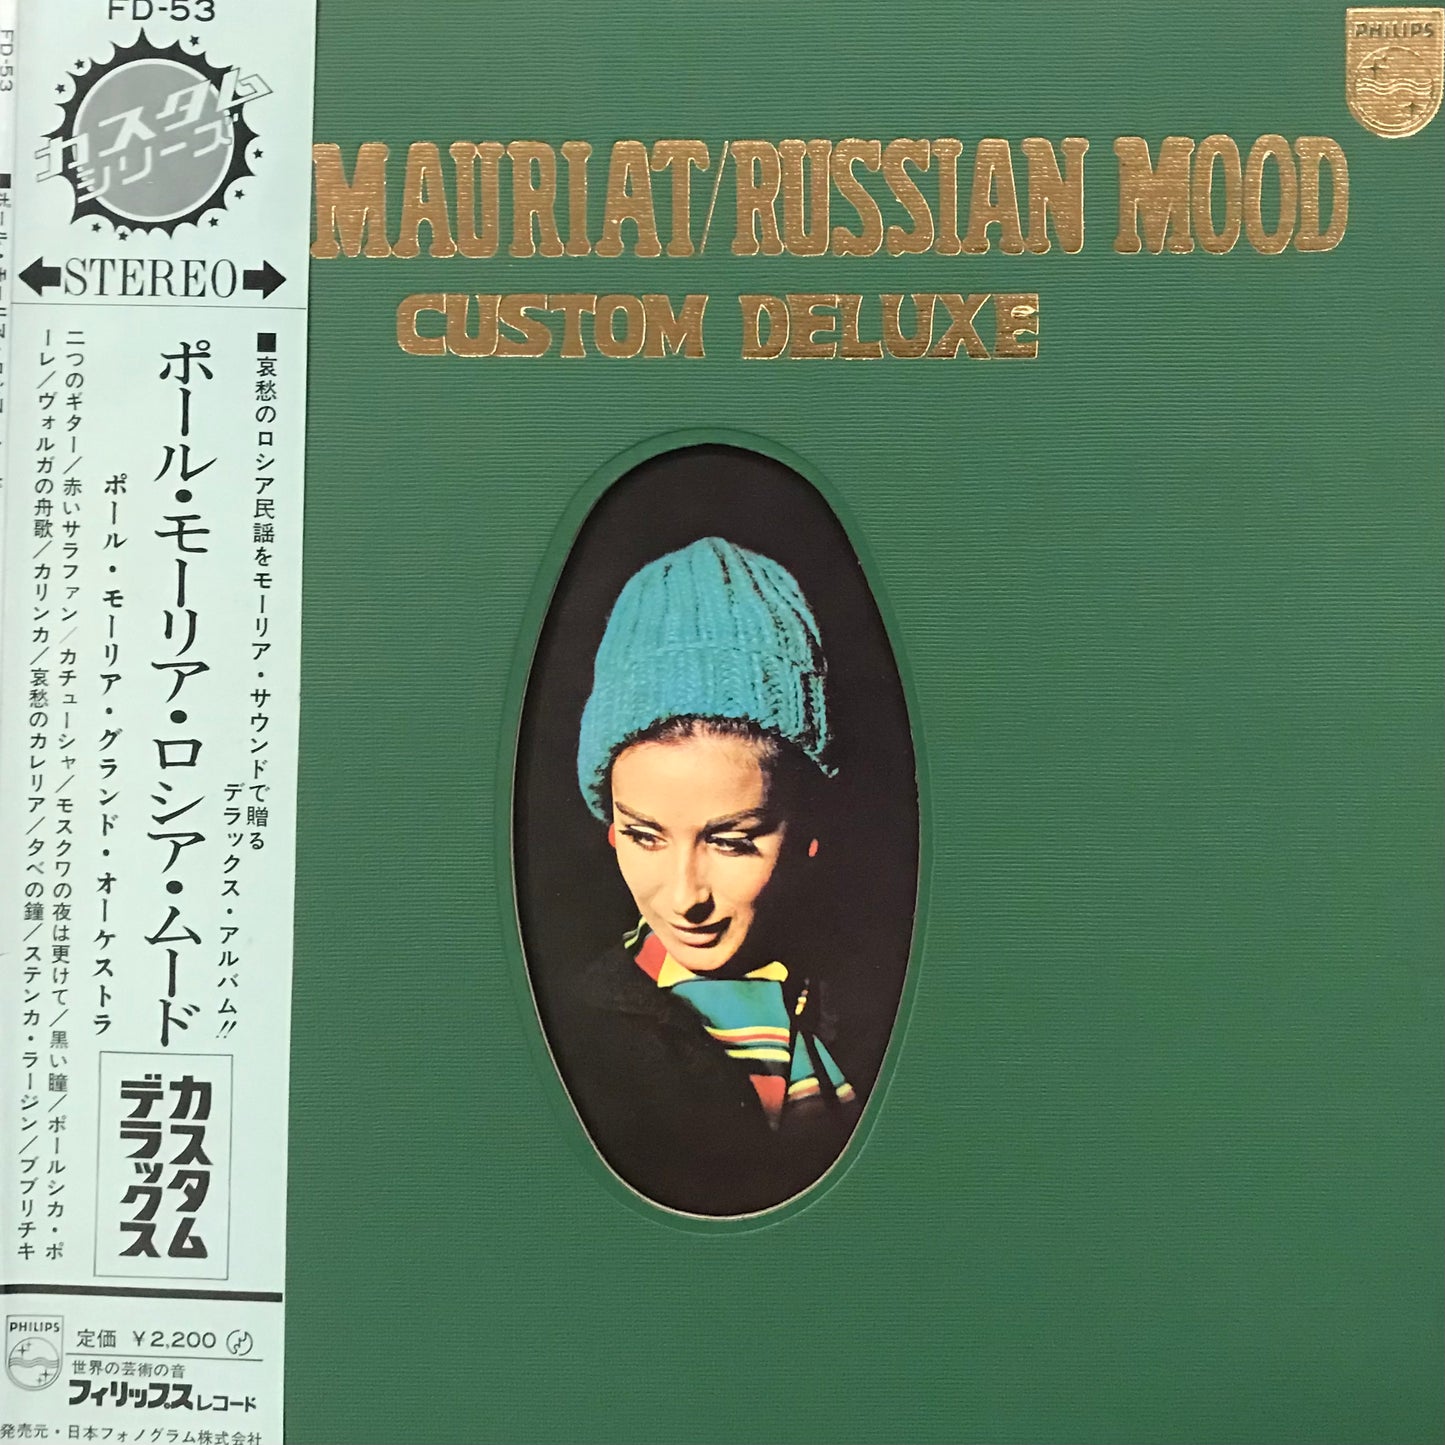 FD-53
FD-53
カスタム
シリーズ
STEREO
■哀愁のロシア民謡をモーリア・サウンドで贈る
デラックス・アルバム!!
ポール・モーリア・ロシア・ムード
ポール・モーリア・グランド・オーケストラ
二つのギター/赤いサラファン/カチューシャ/モスクワの夜は更けて/黒い瞳/ポールシカ・ポ
ーレ/ヴォルガの舟歌/カリンカ/哀愁のカレリア/夕べの鐘/ステンカ・ラージン/ブブリチキ
カスタム
デラックス
PHILIPS
定価 ¥2,200
世界の芸術の音
フィリップスレコード
発売元・日本フォノグラム株式会社
PHILIPS
MAURIAT/RUSSIAN MOOD
CUSTOM DELUXE